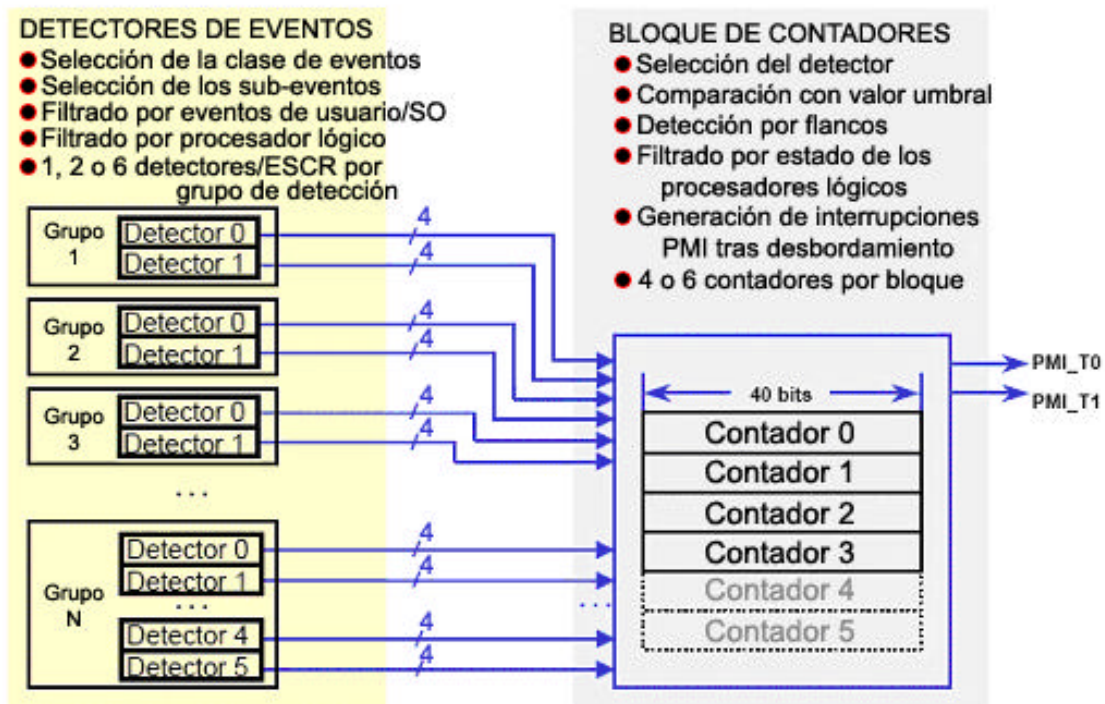 DETECTORES DE EVENTOS
●Selección de la clase de eventos
●Selección de los sub-eventos
●Filtrado por eventos de usuario/SO
●Filtrado por procesador lógico
●1, 2 o 6 detectores/ESCR por
grupo de detección
BLOQUE DE CONTADORES
● Selección del detector
● Comparación con valor umbral
● Detección por flancos
● Filtrado por estado de los
procesadores lógicos
● Generación de interrupciones
PMI tras desbordamiento
● 4 o 6 contadores por bloque
Grupo
1
Detector 0
Detector 1
4
4
Grupo
2
Detector 0
Detector 1
4
4
Grupo
3
Detector 0
Detector 1
4
4
. . .
Grupo
N
Detector 0
Detector 1
. . .
Detector 4
Detector 5
4
4
. . .
4
4
40 bits
Contador 0
Contador 1
Contador 2
Contador 3
Contador 4
Contador 5
PMI_T0
PMI_T1